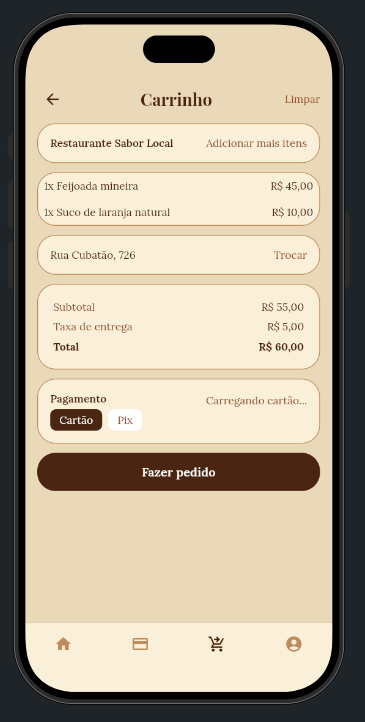 Carrinho Limpar
Restaurante Sabor Local Adicionar mais itens
1x Feijoada mineira R$ 45,00
1x Suco de laranja natural R$ 10,00
Rua Cubatão, 726 Trocar
Subtotal R$ 55,00
Taxa de entrega R$ 5,00
Total R$ 60,00
Pagamento Carregando cartão...
Cartão Pix
Fazer pedido